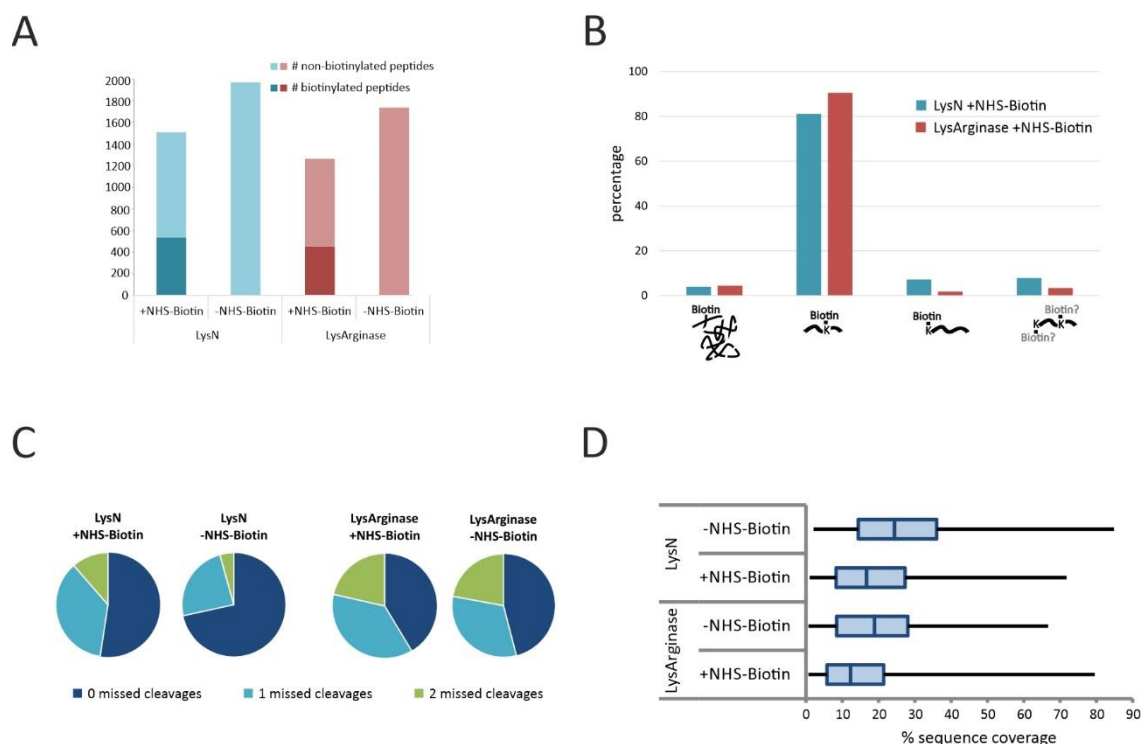 A
# non-biotinylated peptides
# biotinylated peptides
2000
1800
1600
1400
1200
1000
800
600
400
200
0
+NHS-Biotin
-NHS-Biotin
+NHS-Biotin
-NHS-Biotin
LysN
LysArginase
B
percentage
100
80
60
40
20
0
LysN +NHS-Biotin
LysArginase +NHS-Biotin
Biotin
Biotin
K
Biotin
K
Biotin?
K
K
Biotin?
C
LysN
+NHS-Biotin
LysN
-NHS-Biotin
LysArginase
+NHS-Biotin
LysArginase
-NHS-Biotin
0 missed cleavages
1 missed cleavages
2 missed cleavages
D
LysN
-NHS-Biotin
+NHS-Biotin
LysArginase
-NHS-Biotin
+NHS-Biotin
0 10 20 30 40 50 60 70 80 90
% sequence coverage